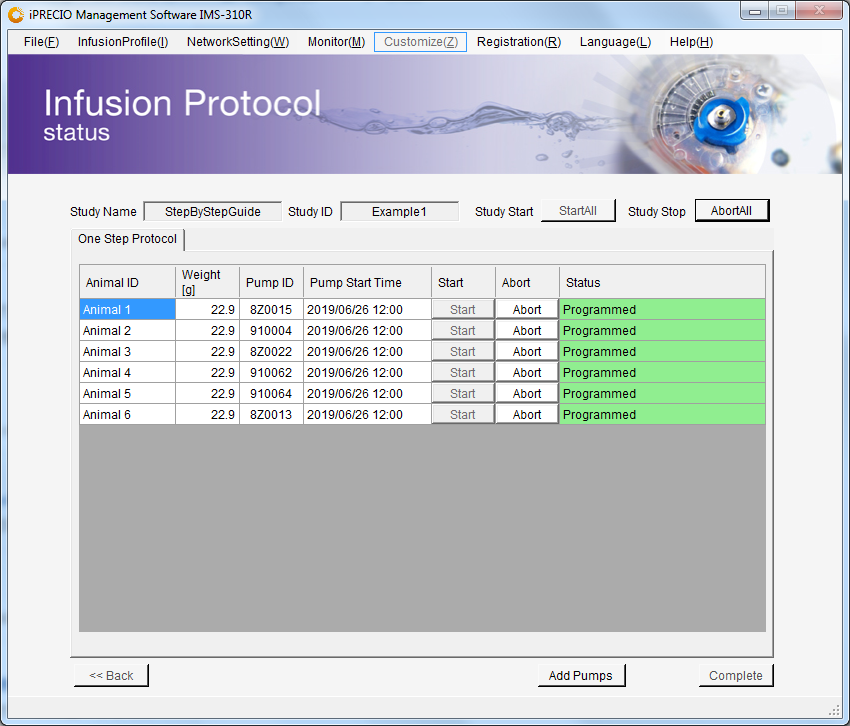 iPRECIO Management Software IMS-310R
File(F) InfusionProfile(I) NetworkSetting(W) Monitor(M) Customize(Z) Registration(R) Language(L) Help(H)
Infusion Protocol
status
Study Name StepByStepGuide Study ID Example1 Study Start StartAll Study Stop AbortAll
One Step Protocol
Animal ID Weight [g] Pump ID Pump Start Time Start Abort Status
Animal 1 22.9 8Z0015 2019/06/26 12:00 Start Abort Programmed
Animal 2 22.9 910004 2019/06/26 12:00 Start Abort Programmed
Animal 3 22.9 8Z0022 2019/06/26 12:00 Start Abort Programmed
Animal 4 22.9 910062 2019/06/26 12:00 Start Abort Programmed
Animal 5 22.9 910064 2019/06/26 12:00 Start Abort Programmed
Animal 6 22.9 8Z0013 2019/06/26 12:00 Start Abort Programmed
<< Back Add Pumps Complete